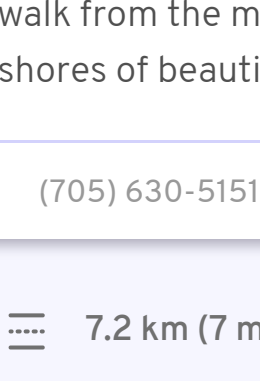 walk from the m
shores of beauti
(705) 630-5151
7.2 km (7 m